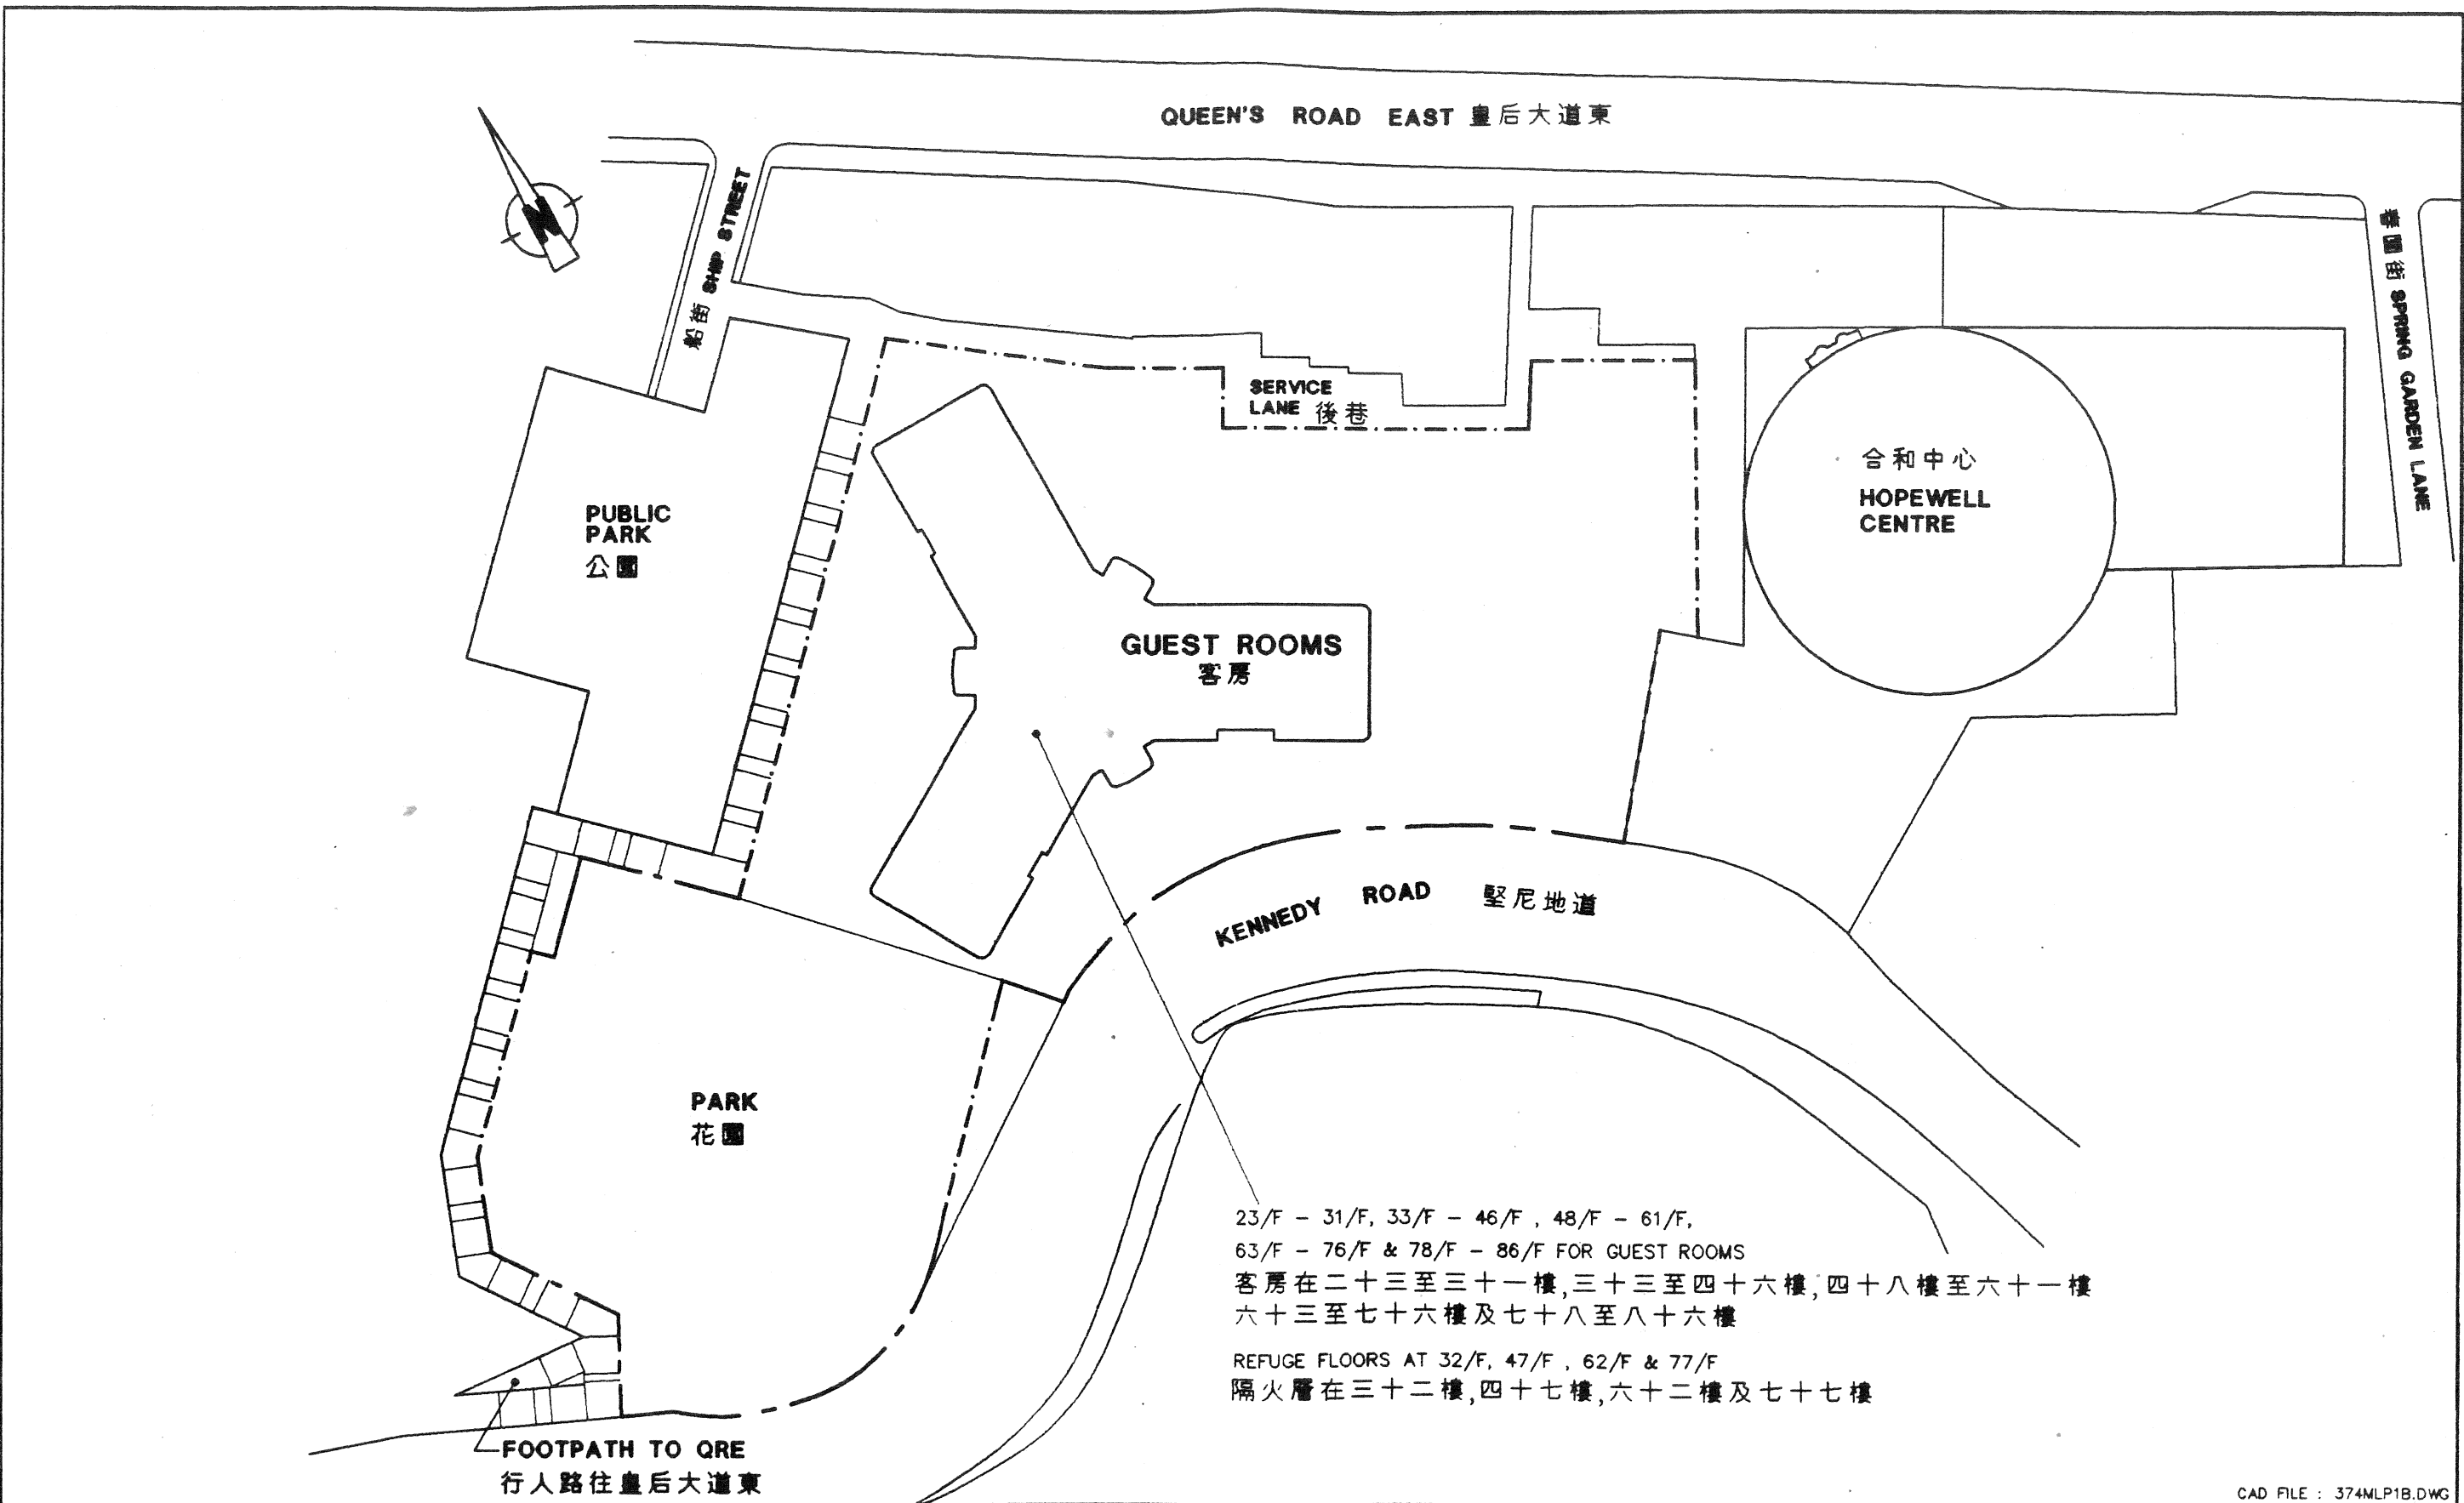 QUEEN'S ROAD EAST 皇后大道東
N
船街 SHIP STREET
春園街 SPRING GARDEN LANE
SERVICE
LANE 後巷
合和中心
HOPEWELL
CENTRE
PUBLIC
PARK
公園
GUEST ROOMS
客房
KENNEDY ROAD 堅尼地道
PARK
花園
23/F - 31/F, 33/F - 46/F , 48/F - 61/F,
63/F - 76/F & 78/F - 86/F FOR GUEST ROOMS
客房在二十三至三十一樓,三十三至四十六樓,四十八樓至六十一樓
六十三至七十六樓及七十八至八十六樓
REFUGE FLOORS AT 32/F, 47/F , 62/F & 77/F
隔火層在三十二樓,四十七樓,六十二樓及七十七樓
FOOTPATH TO QRE
行人路往皇后大道東
CAD FILE : 374MLP1B.DWG